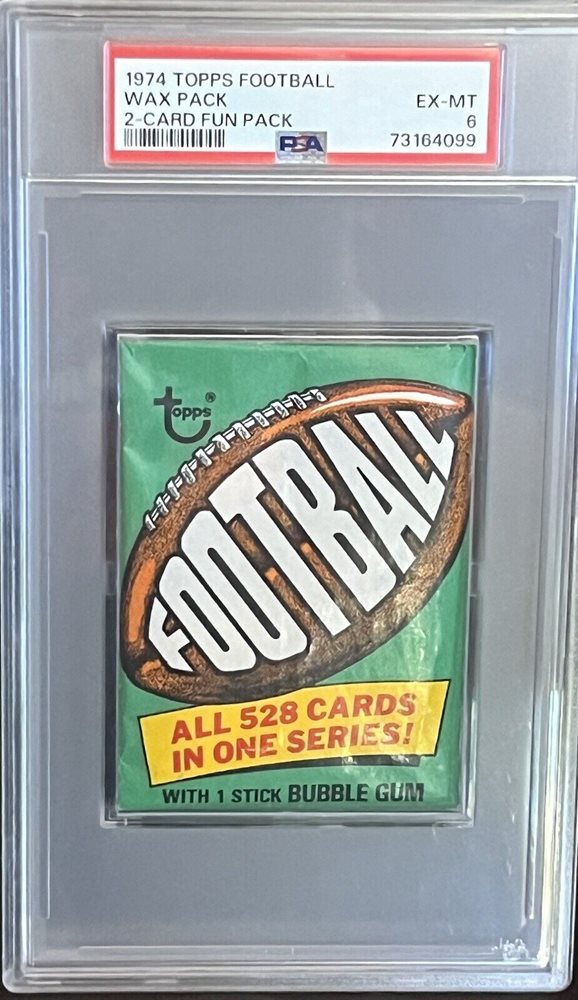 1974 TOPPS FOOTBALL
WAX PACK EX-MT
2-CARD FUN PACK 6
PSA 73164099
topps®
FOOTBALL
ALL 528 CARDS
IN ONE SERIES!
WITH 1 STICK BUBBLE GUM